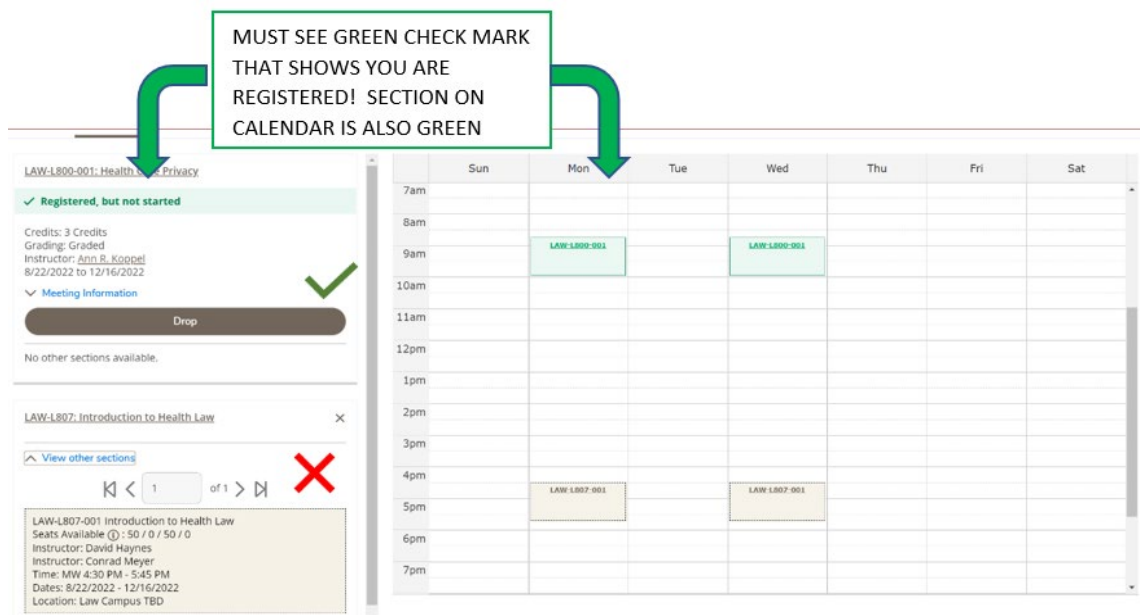 MUST SEE GREEN CHECK MARK
THAT SHOWS YOU ARE
REGISTERED! SECTION ON
CALENDAR IS ALSO GREEN
LAW-L800-001: Health Privacy
Registered, but not started
Credits: 3 Credits
Grading: Graded
Instructor: Ann R. Koppel
8/22/2022 to 12/16/2022
Meeting Information
Drop
No other sections available.
LAW-L807: Introduction to Health Law
View other sections
1 of 1
LAW-L807-001 Introduction to Health Law
Seats Available : 50 / 0 / 50 / 0
Instructor: David Haynes
Instructor: Conrad Meyer
Time: MW 4:30 PM - 5:45 PM
Dates: 8/22/2022 - 12/16/2022
Location: Law Campus TBD
Sun Mon Tue Wed Thu Fri Sat
7am
8am
LAW-L800-001 LAW-L800-001
9am
10am
11am
12pm
1pm
2pm
3pm
4pm
LAW-L807-001 LAW-L807-001
5pm
6pm
7pm